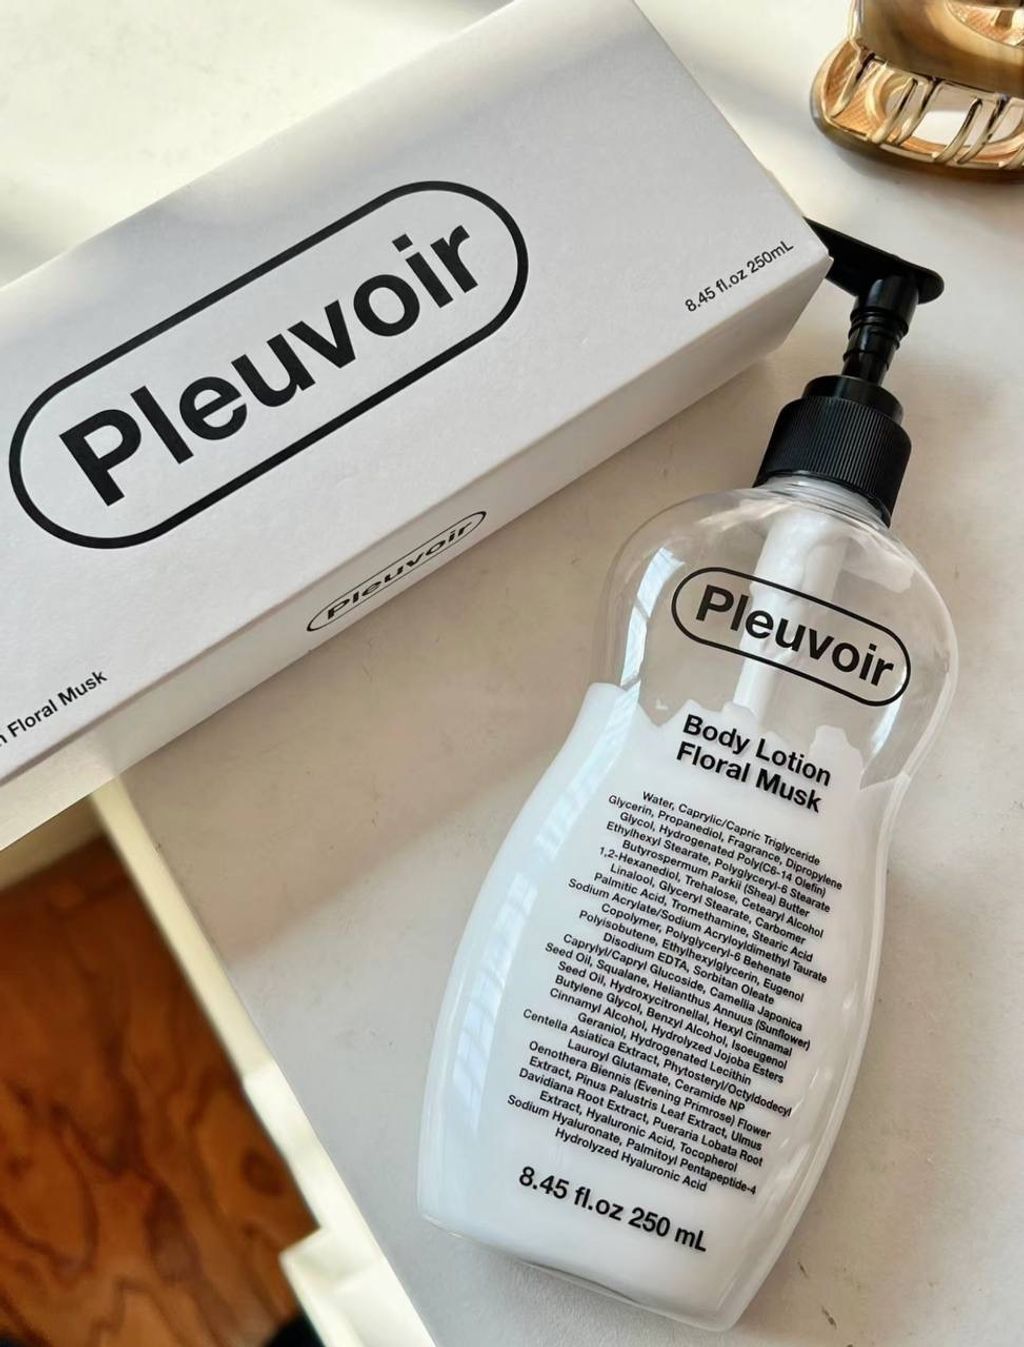 Pleuvoir
8.45 fl.oz 250mL
Pleuvoir
Floral Musk
Pleuvoir
Body Lotion
Floral Musk
Water, Caprylic/Capric Triglyceride
Glycerin, Propanediol, Fragrance, Dipropylene
Glycol, Hydrogenated Poly(C6-14 Olefin)
Ethylhexyl Stearate, Polyglyceryl-6 Stearate
Butyrospermum Parkii (Shea) Butter
1,2-Hexanediol, Trehalose, Cetearyl Alcohol
Linalool, Glyceryl Stearate, Carbomer
Palmitic Acid, Tromethamine, Stearic Acid
Sodium Acrylate/Sodium Acryloyldimethyl Taurate
Copolymer, Polyglyceryl-6 Behenate
Polyisobutene, Ethylhexylglycerin, Eugenol
Disodium EDTA, Sorbitan Oleate
Caprylyl/Capryl Glucoside, Camellia Japonica
Seed Oil, Squalane, Helianthus Annuus (Sunflower)
Seed Oil, Hydroxycitronellal, Hexyl Cinnamal
Butylene Glycol, Benzyl Alcohol, Isoeugenol
Cinnamyl Alcohol, Hydrolyzed Jojoba Esters
Geraniol, Hydrogenated Lecithin
Centella Asiatica Extract, Phytosteryl/Octyldodecyl
Lauroyl Glutamate, Ceramide NP
Oenothera Biennis (Evening Primrose) Flower
Extract, Pinus Palustris Leaf Extract, Ulmus
Davidiana Root Extract, Pueraria Lobata Root
Extract, Hyaluronic Acid, Tocopherol
Sodium Hyaluronate, Palmitoyl Pentapeptide-4
Hydrolyzed Hyaluronic Acid
8.45 fl.oz 250 mL